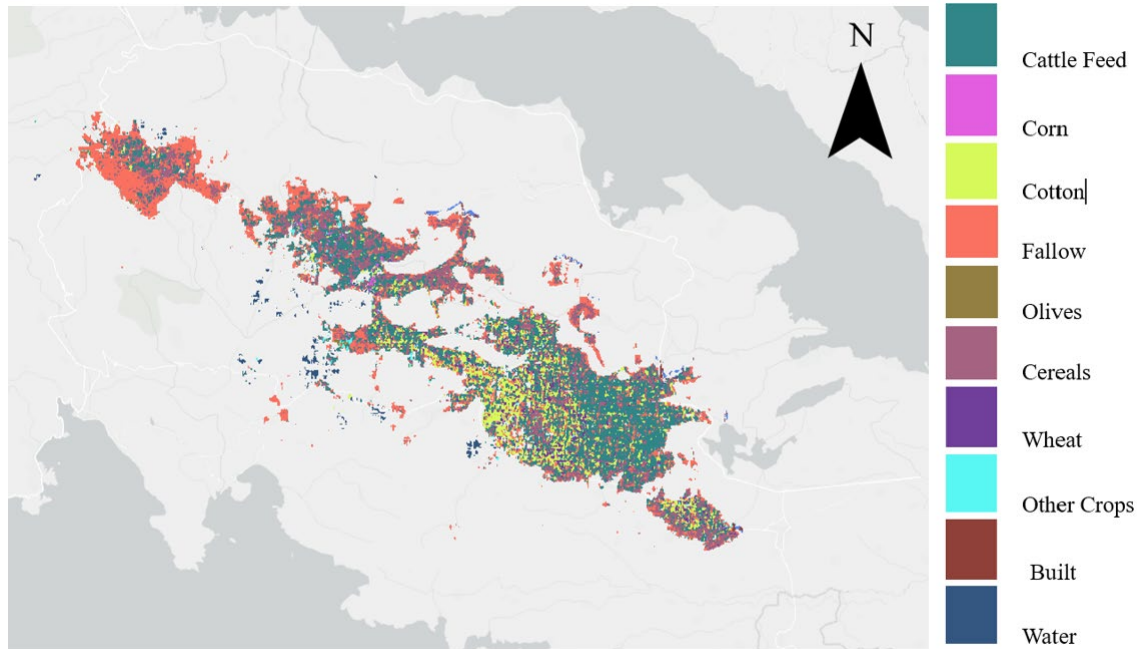 N
Cattle Feed
Corn
Cotton
Fallow
Olives
Cereals
Wheat
Other Crops
Built
Water